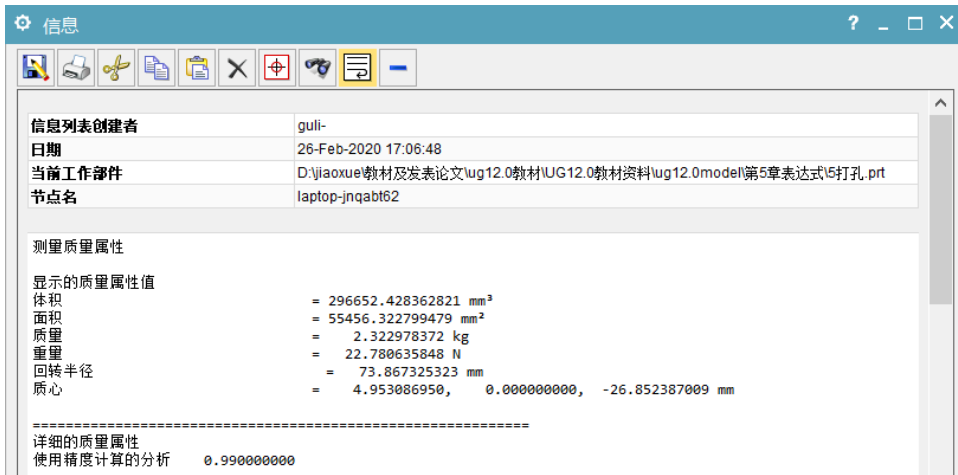 信息
信息列表创建者 guli-
日期 26-Feb-2020 17:06:48
当前工作部件 D:\jiaoxue\教材及发表论文\ug12.0教材\UG12.0教材资料\ug12.0model\第5章表达式\5打孔.prt
节点名 laptop-jnqabt62
测量质量属性
显示的质量属性值
体积 = 296652.428362821 mm³
面积 = 55456.322799479 mm²
质量 = 2.322978372 kg
重量 = 22.780635848 N
回转半径 = 73.867325323 mm
质心 = 4.953086950, 0.000000000, -26.852387009 mm
============================================================
详细的质量属性
使用精度计算的分析 0.990000000